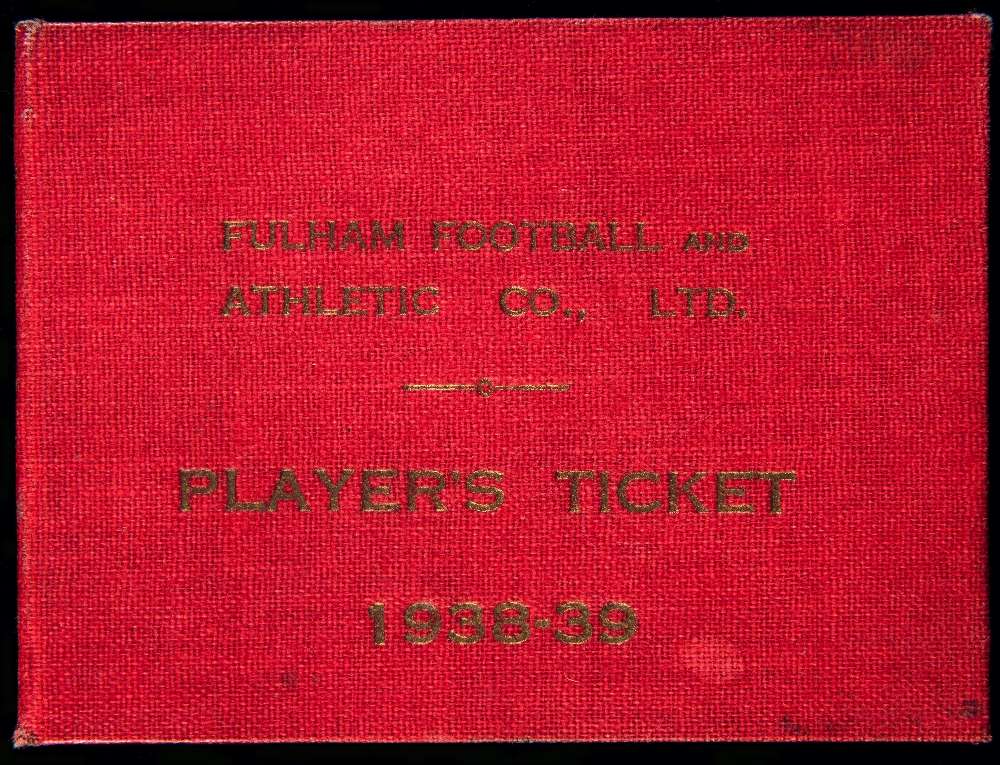 FULHAM FOOTBALL AND
ATHLETIC CO., LTD.
PLAYER'S TICKET
1938-39